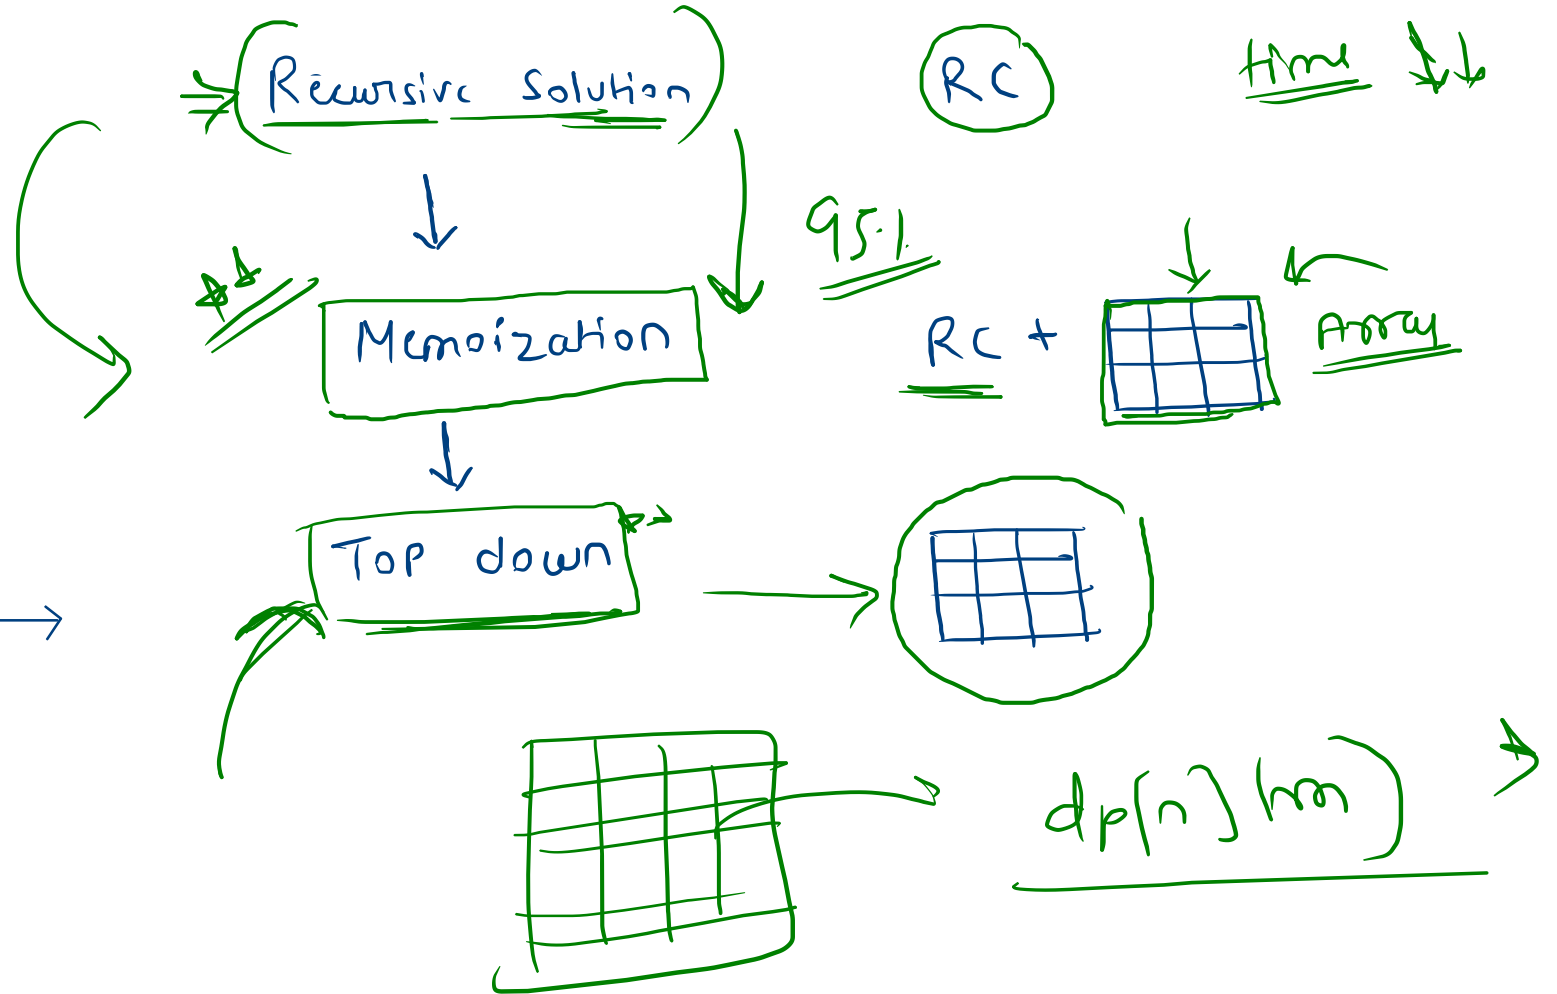 Recursive Solution
RC
time
Memoization
95%
RC +
Array
Top down
dp[n][m]